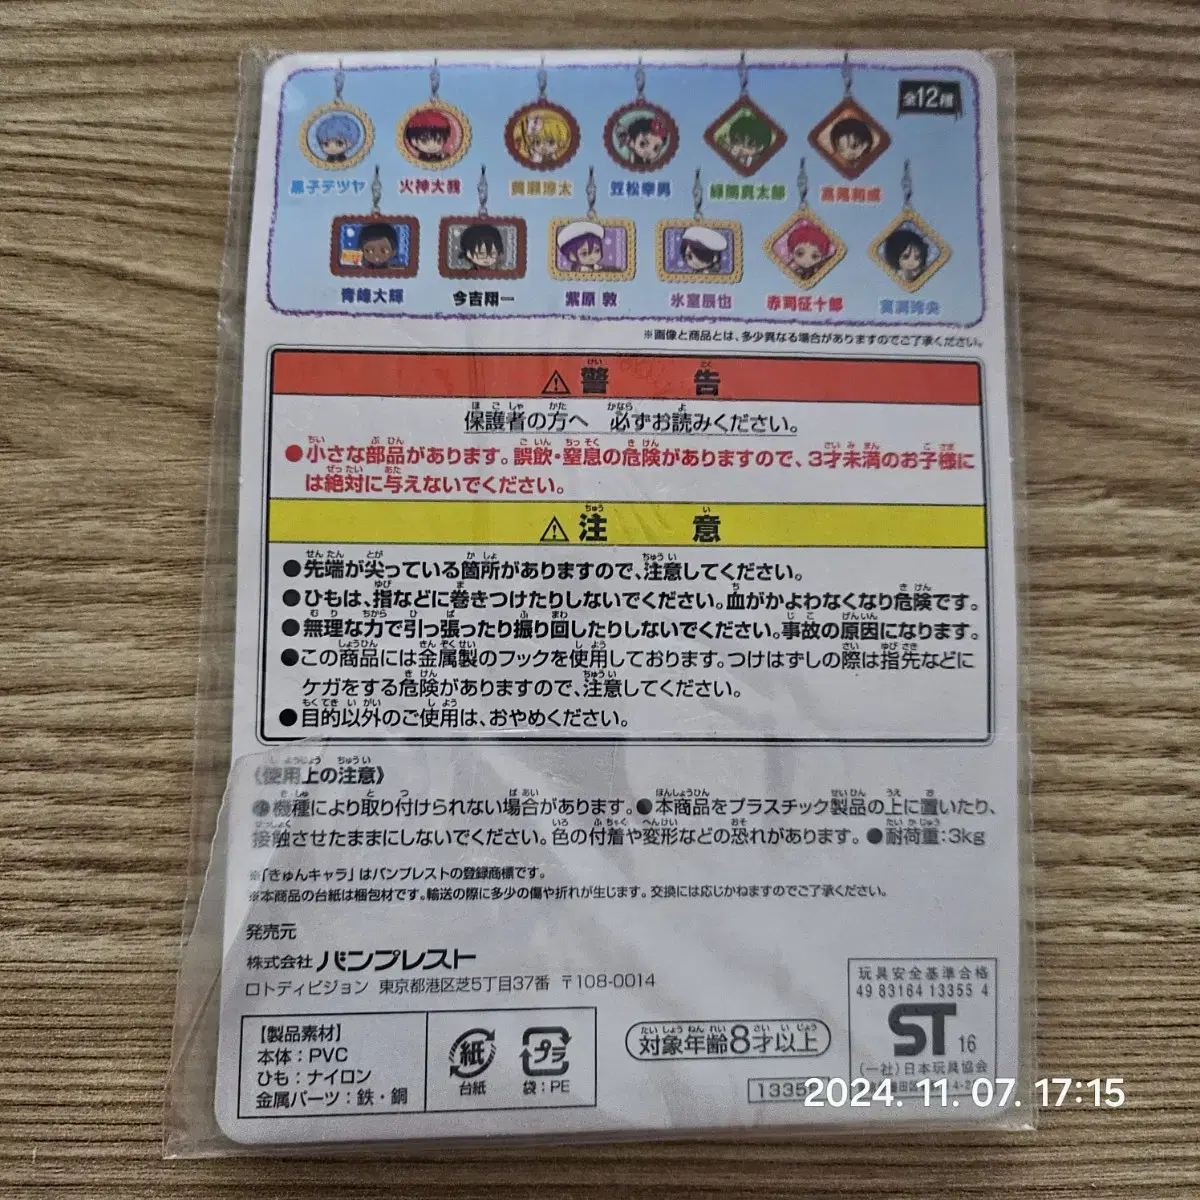 全12種
黒子テツヤ 火神大我 黄瀬涼太 笠松幸男 緑間真太郎 高尾和成
青峰大輝 今吉翔一 紫原敦 氷室辰也 赤司征十郎 実渕玲央
※画像と商品とは、多少異なる場合がありますのでご了承ください。
⚠警告
保護者の方へ 必ずお読みください。
●小さな部品があります。誤飲・窒息の危険がありますので、3才未満のお子様に
は絶対に与えないでください。
⚠注意
●先端が尖っている箇所がありますので、注意してください。
●ひもは、指などに巻きつけたりしないでください。血がかよわなくなり危険です。
●無理な力で引っ張ったり振り回したりしないでください。事故の原因になります。
●この商品には金属製のフックを使用しております。つけはずしの際は指先などに
ケガをする危険がありますので、注意してください。
●目的以外のご使用は、おやめください。
《使用上の注意》
●機種により取り付けられない場合があります。●本商品をプラスチック製品の上に置いたり、
接触させたままにしないでください。色の付着や変形などの恐れがあります。●耐荷重:3kg
※「きゅんキャラ」はバンプレストの登録商標です。
※本商品の台紙は梱包材です。輸送の際に多少の傷や折れが生じます。交換には応じかねますのでご了承ください。
発売元
株式会社 バンプレスト
ロトディビジョン 東京都港区芝5丁目37番 〒108-0014
【製品素材】
本体:PVC
ひも:ナイロン
金属パーツ:鉄・銅
紙
台紙
プラ
袋:PE
対象年齢8才以上
玩具安全基準合格
49 83164 13355 4
ST 16
(一社)日本玩具協会
1335
2024. 11. 07. 17:15